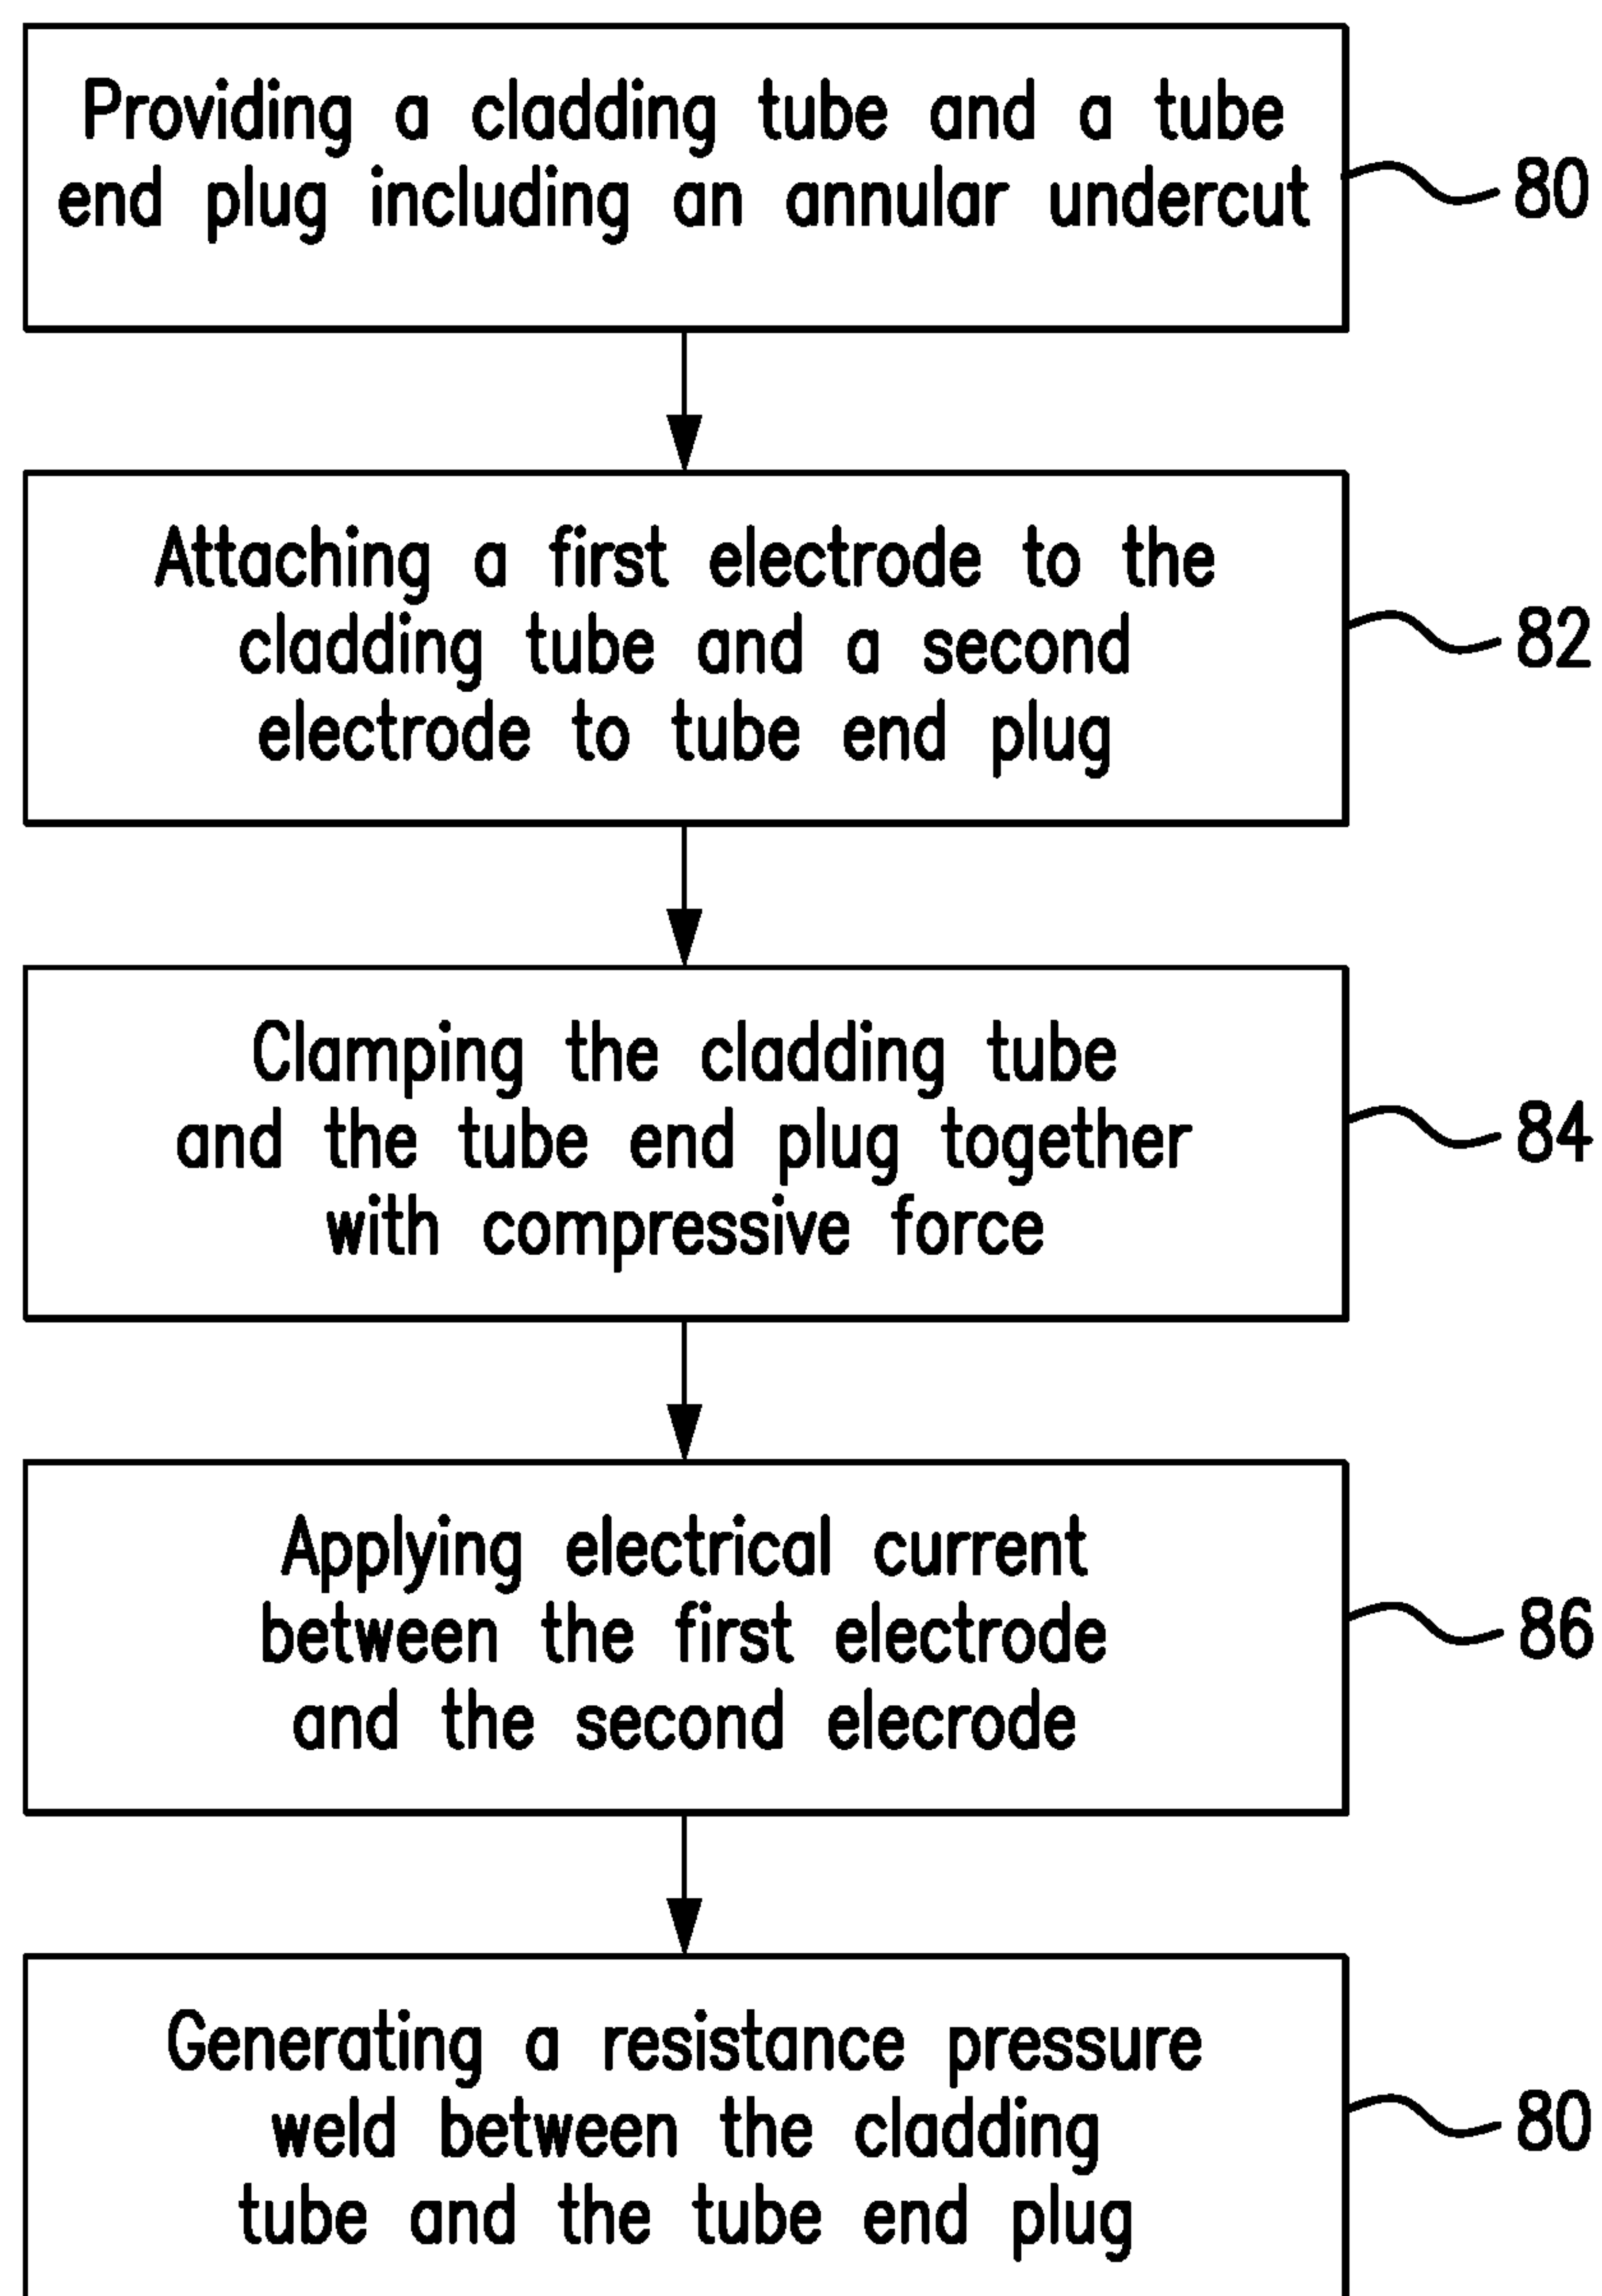 Providing a cladding tube and a tube
end plug including an annular undercut
80
Attaching a first electrode to the
cladding tube and a second
electrode to tube end plug
82
Clamping the cladding tube
and the tube end plug together
with compressive force
84
Applying electrical current
between the first electrode
and the second elecrode
86
Generating a resistance pressure
weld between the cladding
tube and the tube end plug
80